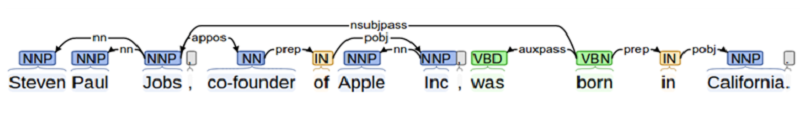 nsubjpass
nn appos pobj
nn prep nn auxpass prep pobj
NNP NNP NNP , NN IN NNP NNP , VBD VBN IN NNP .
Steven Paul Jobs , co-founder of Apple Inc , was born in California.